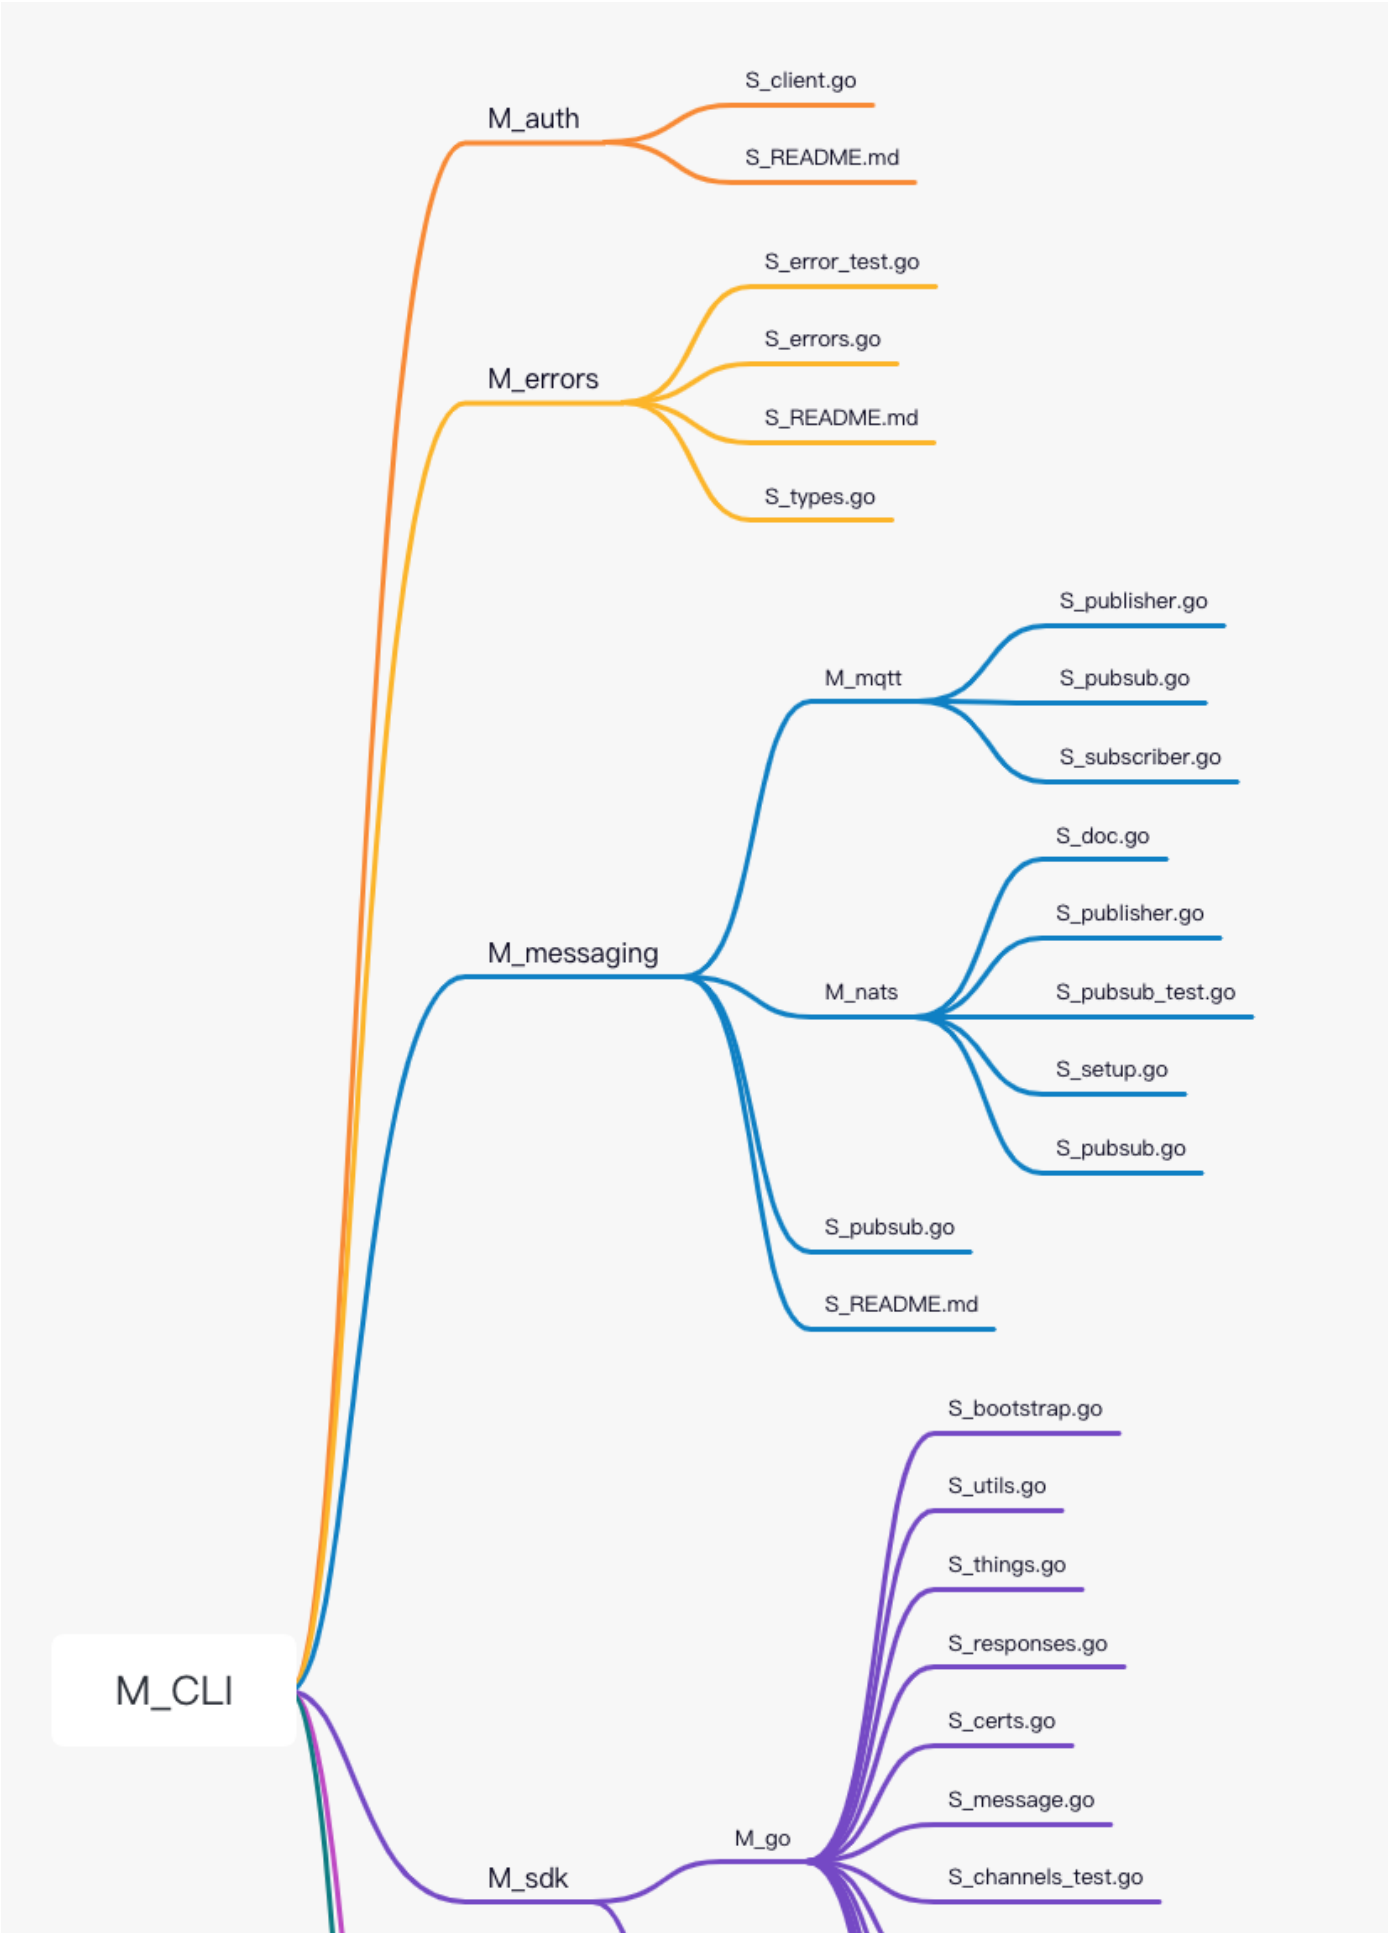 S_client.go
M_auth
S_README.md
S_error_test.go
S_errors.go
M_errors
S_README.md
S_types.go
S_publisher.go
M_mqtt
S_pubsub.go
S_subscriber.go
S_doc.go
S_publisher.go
M_messaging
M_nats
S_pubsub_test.go
S_setup.go
S_pubsub.go
S_pubsub.go
S_README.md
S_bootstrap.go
S_utils.go
S_things.go
S_responses.go
M_CLI
S_certs.go
S_message.go
M_go
M_sdk
S_channels_test.go